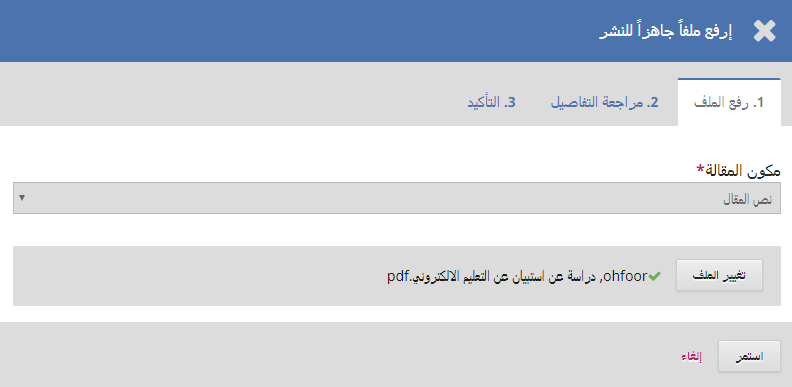 إرفع ملفاً جاهزاً للنشر
1. رفع الملف 2. مراجعة التفاصيل 3. التأكيد
مكون المقالة*
نص المقال
تغيير الملف ohfoor, دراسة عن استبيان عن التعليم الالكتروني.pdf
استمر إلغاء